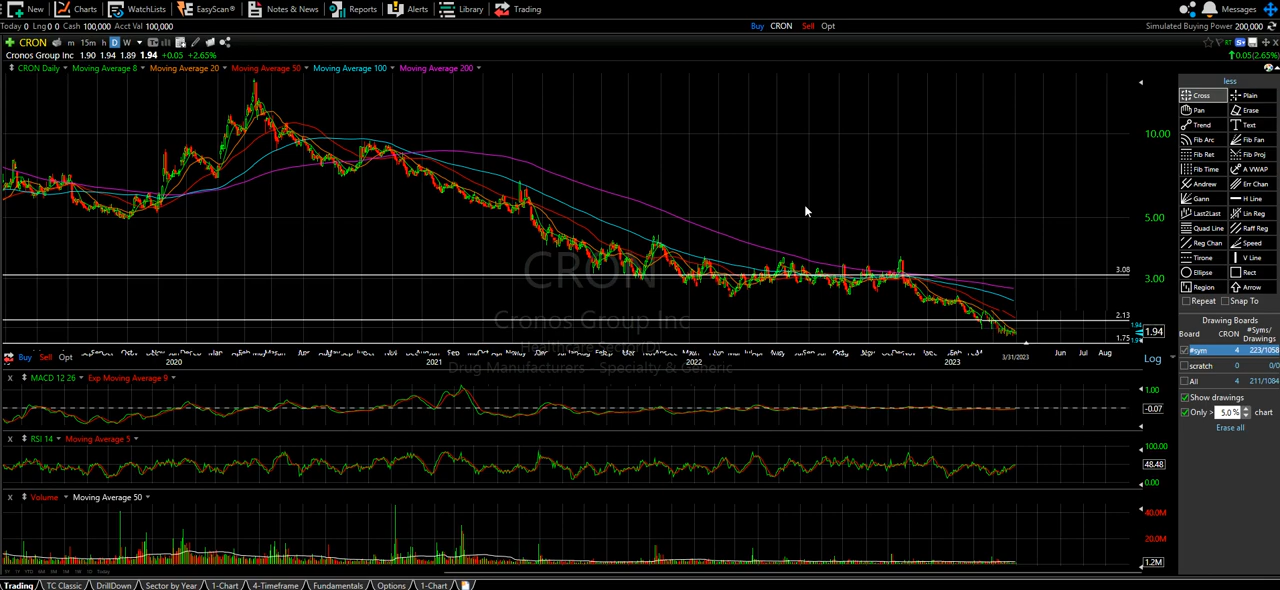 New Charts WatchLists EasyScan® Notes & News Reports Alerts Library Trading Messages
Today 0 Lng 0 0 Cash 100,000 Acct Val 100,000 Buy CRON Sell Opt Simulated Buying Power 200,000
CRON m 15m h D W
Cronos Group Inc 1.90 1.94 1.89 1.94 +0.05 +2.65% 0.05(2.65%)
CRON Daily Moving Average 8 Moving Average 20 Moving Average 50 Moving Average 100 Moving Average 200
less
Cross Plain
Pan Erase
Trend Text
Fib Arc Fib Fan
Fib Ret Fib Proj
Fib Time A VWAP
Andrew Err Chan
Gann H Line
Last2Last Lin Reg
Quad Line Raff Reg
Reg Chan Speed
Tirone V Line
Ellipse Rect
Region Arrow
Repeat Snap To
Drawing Boards
Board CRON #Syms/
Drawings
#sym 4 223/1058
scratch 0 0/0
All 4 211/1084
Show drawings
Only > 5.0 % chart
Erase all
10.00
5.00
3.08
3.00
2.13
1.94
1.75
CRON
Cronos Group Inc
Healthcare Sector
Drug Manufacturers - Specialty & Generic
Buy Sell Opt
2020 2021 2022 2023 3/31/2023 Jun Jul Aug
Log
X MACD 12 26 Exp Moving Average 9
1.00
-0.07
X RSI 14 Moving Average 5
100.00
48.48
0.00
X Volume Moving Average 50
40.0M
20.0M
1.2M
Trading TC Classic DrillDown Sector by Year 1-Chart 4-Timeframe Fundamentals Options 1-Chart